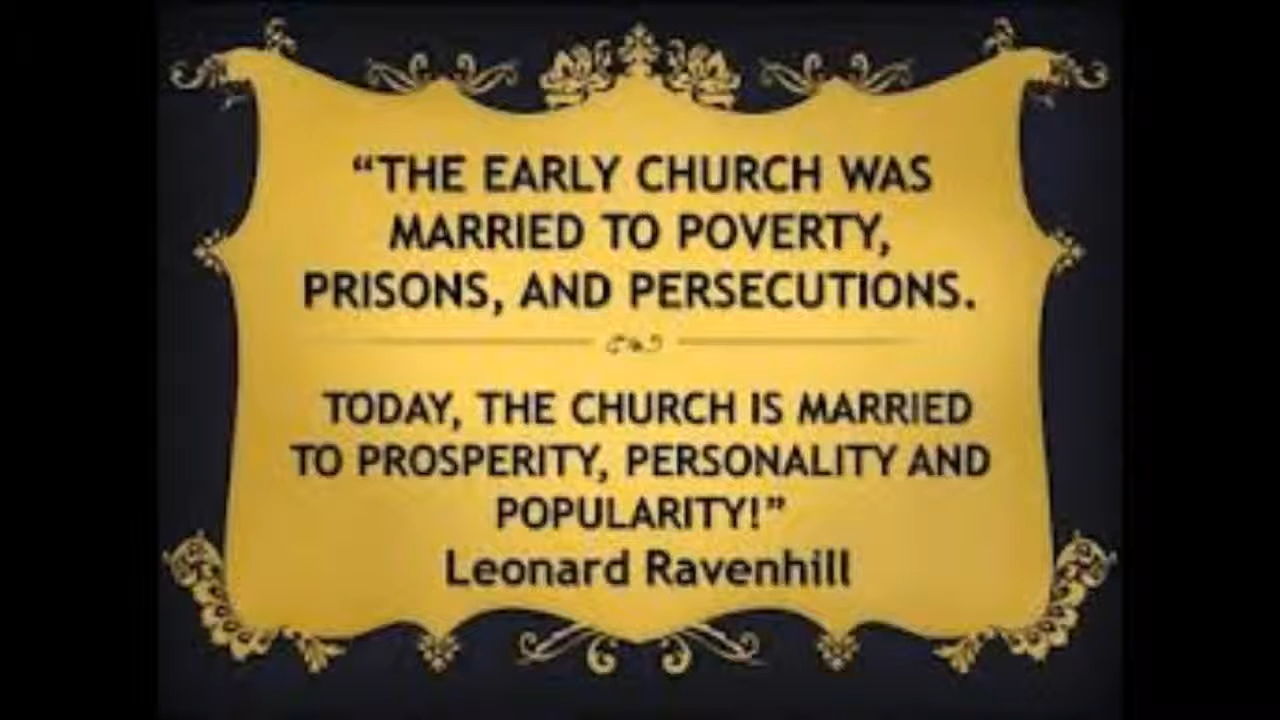 “THE EARLY CHURCH WAS
MARRIED TO POVERTY,
PRISONS, AND PERSECUTIONS.
TODAY, THE CHURCH IS MARRIED
TO PROSPERITY, PERSONALITY AND
POPULARITY!”
Leonard Ravenhill